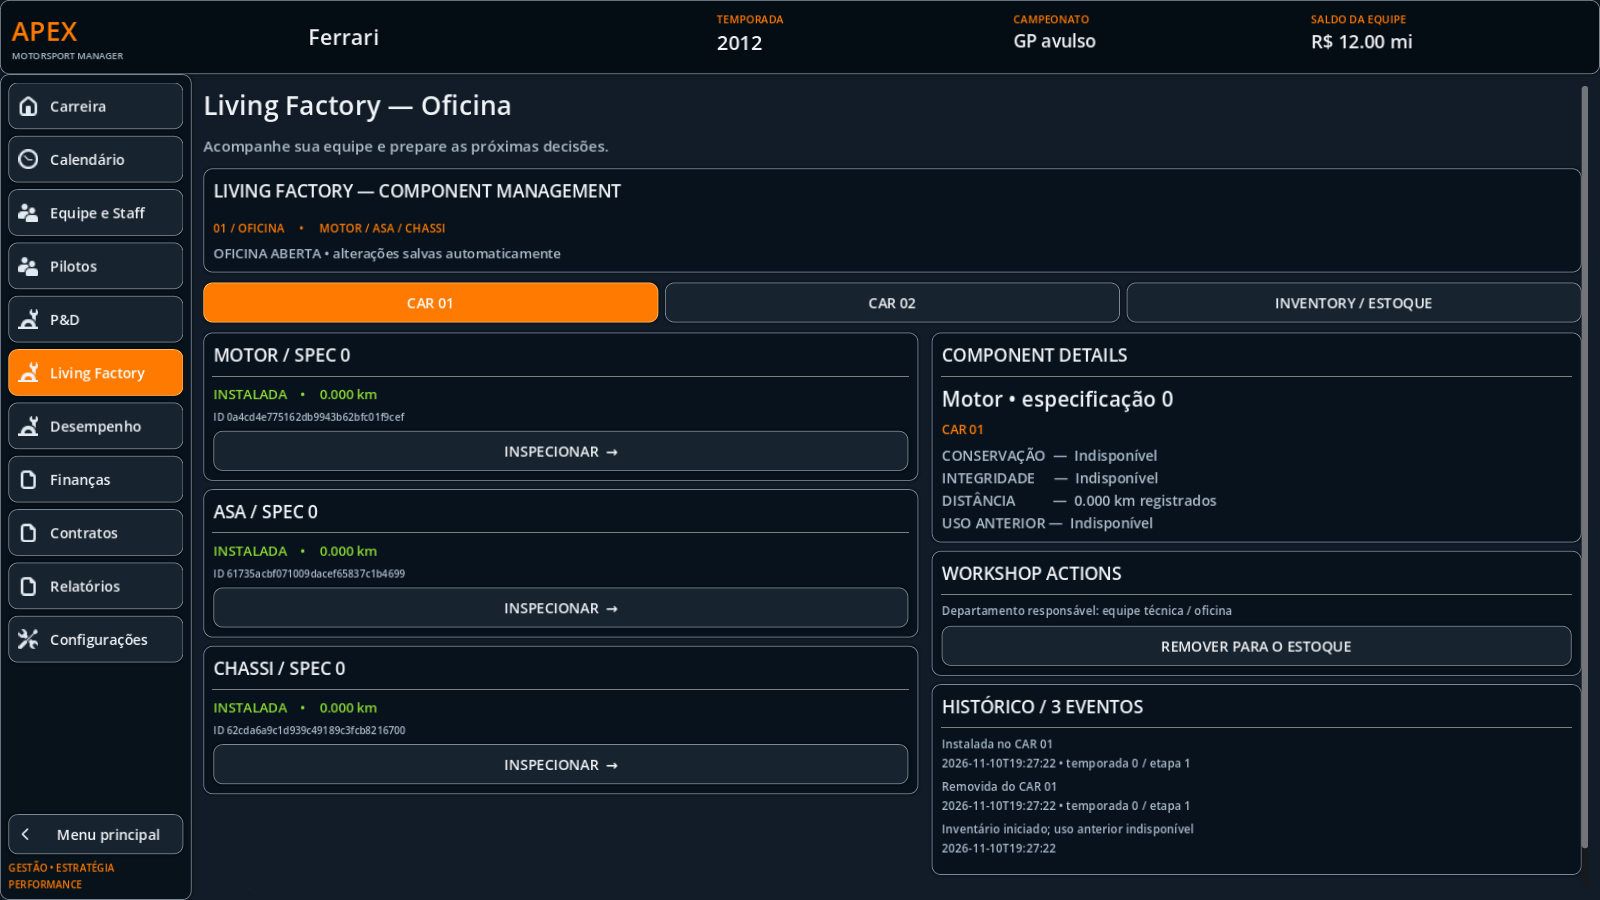 APEX
MOTORSPORT MANAGER
Ferrari
TEMPORADA
2012
CAMPEONATO
GP avulso
SALDO DA EQUIPE
R$ 12.00 mi
Carreira
Calendário
Equipe e Staff
Pilotos
P&D
Living Factory
Desempenho
Finanças
Contratos
Relatórios
Configurações
Menu principal
GESTÃO • ESTRATÉGIA
PERFORMANCE
Living Factory — Oficina
Acompanhe sua equipe e prepare as próximas decisões.
LIVING FACTORY — COMPONENT MANAGEMENT
01 / OFICINA • MOTOR / ASA / CHASSI
OFICINA ABERTA • alterações salvas automaticamente
CAR 01
CAR 02
INVENTORY / ESTOQUE
MOTOR / SPEC 0
INSTALADA • 0.000 km
ID 0a4cd4e775162db9943b62bfc01f9cef
INSPECIONAR →
ASA / SPEC 0
INSTALADA • 0.000 km
ID 61735acbf071009dacef65837c1b4699
INSPECIONAR →
CHASSI / SPEC 0
INSTALADA • 0.000 km
ID 62cda6a9c1d939c49189c3fcb8216700
INSPECIONAR →
COMPONENT DETAILS
Motor • especificação 0
CAR 01
CONSERVAÇÃO — Indisponível
INTEGRIDADE — Indisponível
DISTÂNCIA — 0.000 km registrados
USO ANTERIOR — Indisponível
WORKSHOP ACTIONS
Departamento responsável: equipe técnica / oficina
REMOVER PARA O ESTOQUE
HISTÓRICO / 3 EVENTOS
Instalada no CAR 01
2026-11-10T19:27:22 • temporada 0 / etapa 1
Removida do CAR 01
2026-11-10T19:27:22 • temporada 0 / etapa 1
Inventário iniciado; uso anterior indisponível
2026-11-10T19:27:22